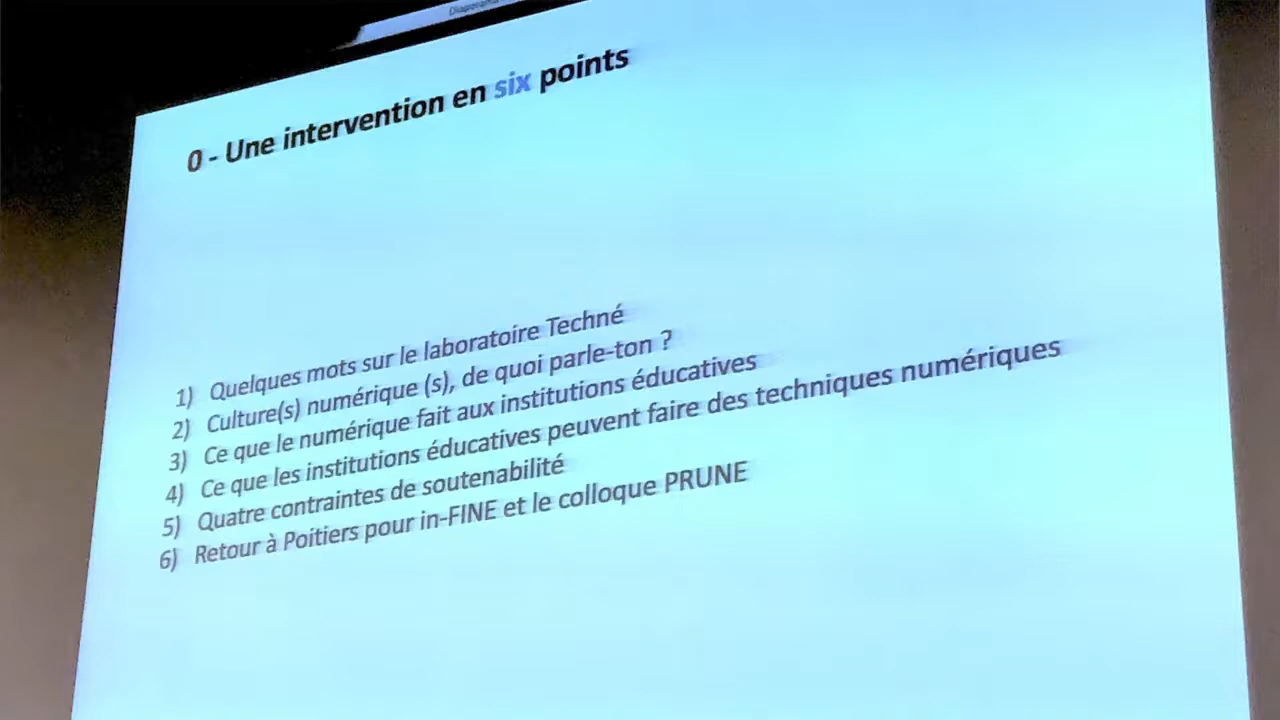 Diaporama
0 - Une intervention en six points
1) Quelques mots sur le laboratoire Techné
2) Culture(s) numérique (s), de quoi parle-ton ?
3) Ce que le numérique fait aux institutions éducatives
4) Ce que les institutions éducatives peuvent faire des techniques numériques
5) Quatre contraintes de soutenabilité
6) Retour à Poitiers pour in-FINE et le colloque PRUNE